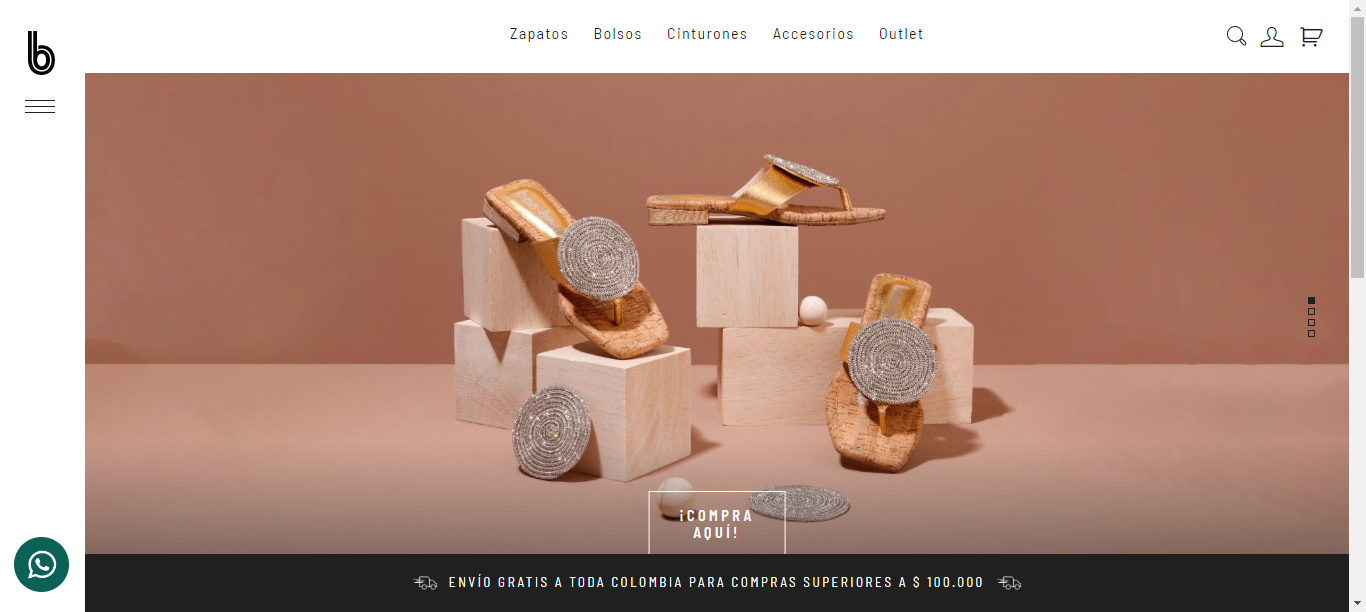 b
Zapatos Bolsos Cinturones Accesorios Outlet
¡COMPRA
AQUÍ!
ENVÍO GRATIS A TODA COLOMBIA PARA COMPRAS SUPERIORES A $ 100.000